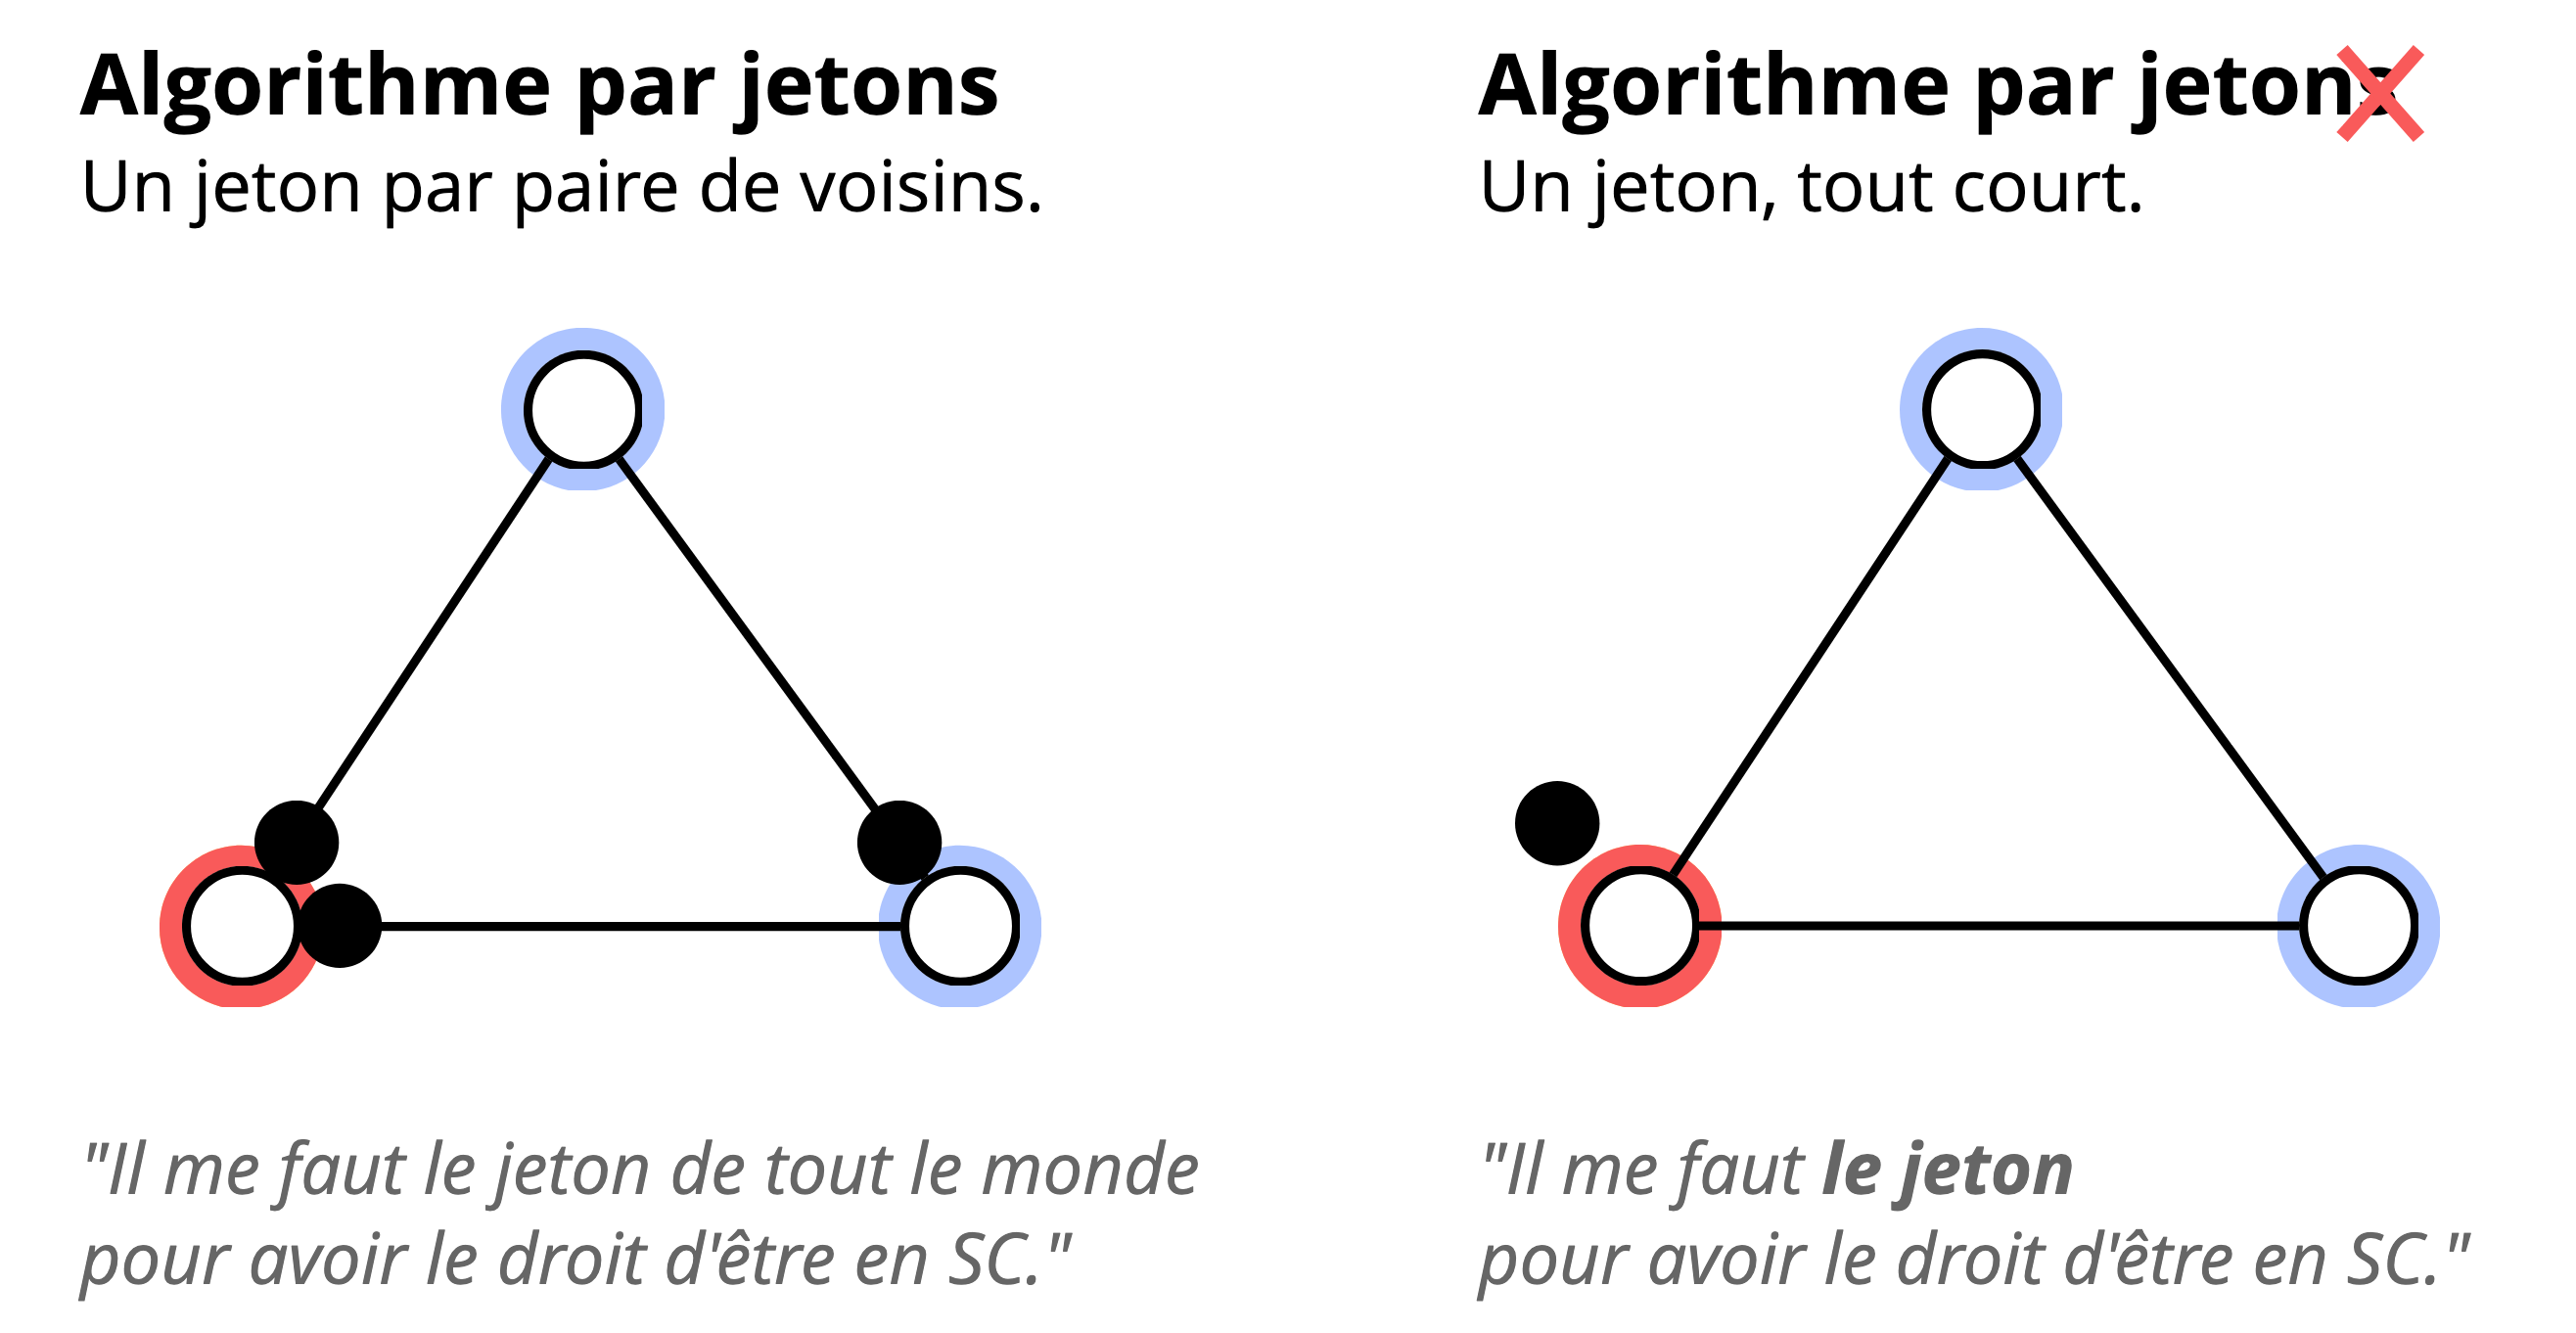 Algorithme par jetons
Un jeton par paire de voisins.
"Il me faut le jeton de tout le monde
pour avoir le droit d'être en SC."
Algorithme par jetons
Un jeton, tout court.
"Il me faut le jeton
pour avoir le droit d'être en SC."